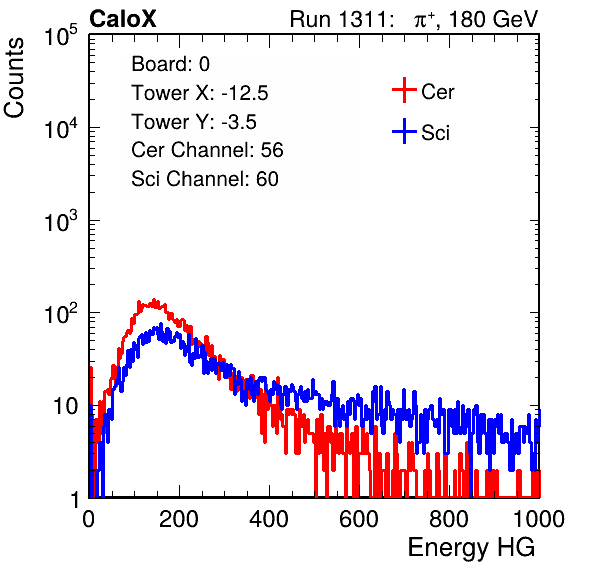 CaloX Run 1311: π⁺, 180 GeV
Counts
10⁵
10⁴
10³
10²
10
1
Board: 0
Tower X: -12.5
Tower Y: -3.5
Cer Channel: 56
Sci Channel: 60
Cer
Sci
0 200 400 600 800 1000
Energy HG